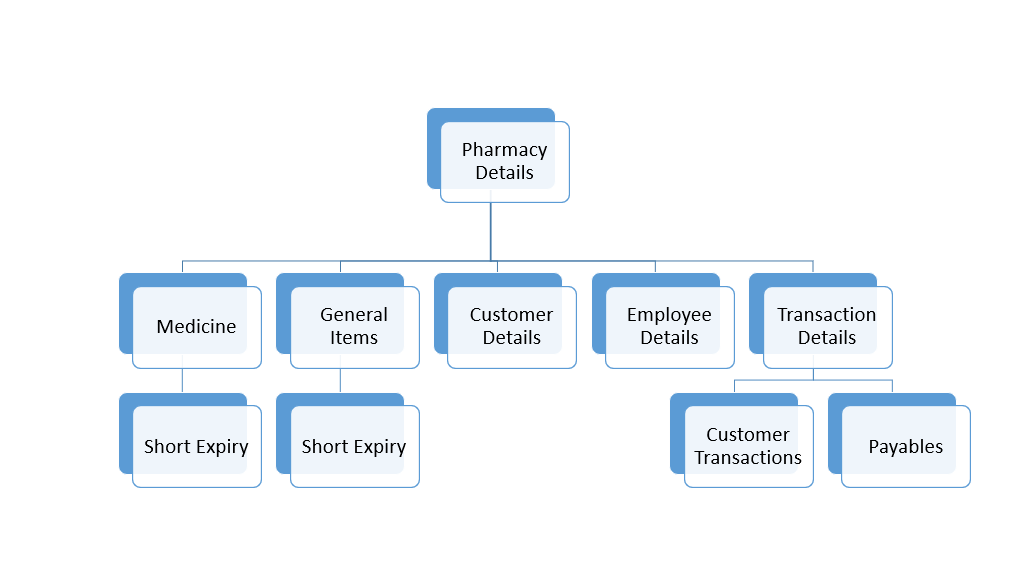 Pharmacy
Details
Medicine
General
Items
Customer
Details
Employee
Details
Transaction
Details
Short Expiry
Short Expiry
Customer
Transactions
Payables